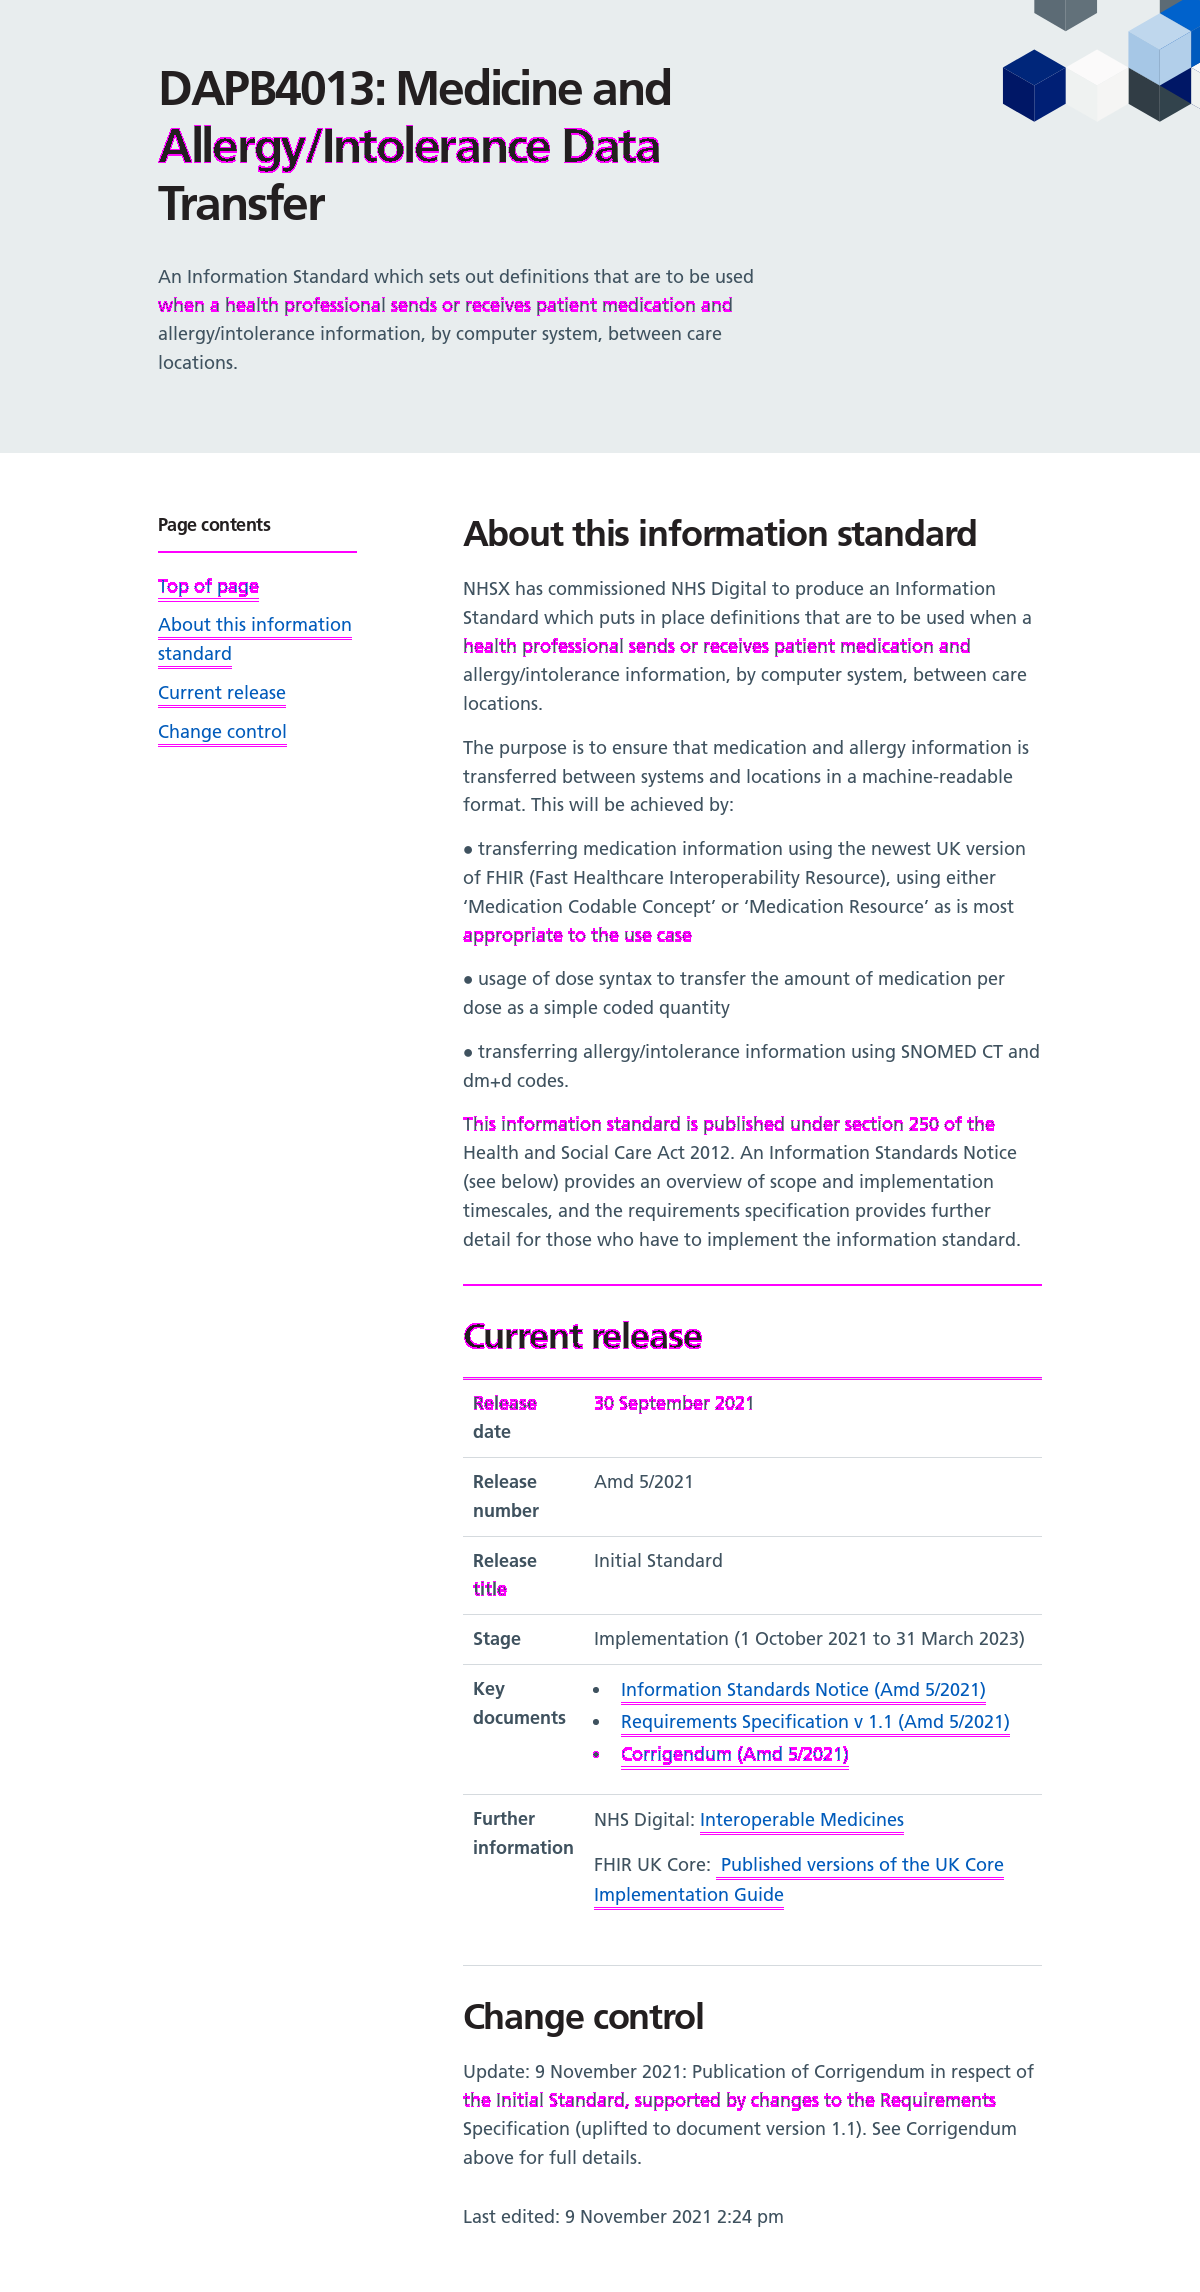 DAPB4013: Medicine and
Allergy/Intolerance Data
Transfer
An Information Standard which sets out definitions that are to be used
when a health professional sends or receives patient medication and
allergy/intolerance information, by computer system, between care
locations.
Page contents
Top of page
About this information
standard
Current release
Change control
About this information standard
NHSX has commissioned NHS Digital to produce an Information
Standard which puts in place definitions that are to be used when a
health professional sends or receives patient medication and
allergy/intolerance information, by computer system, between care
locations.
The purpose is to ensure that medication and allergy information is
transferred between systems and locations in a machine-readable
format. This will be achieved by:
● transferring medication information using the newest UK version
of FHIR (Fast Healthcare Interoperability Resource), using either
‘Medication Codable Concept’ or ‘Medication Resource’ as is most
appropriate to the use case
● usage of dose syntax to transfer the amount of medication per
dose as a simple coded quantity
● transferring allergy/intolerance information using SNOMED CT and
dm+d codes.
This information standard is published under section 250 of the
Health and Social Care Act 2012. An Information Standards Notice
(see below) provides an overview of scope and implementation
timescales, and the requirements specification provides further
detail for those who have to implement the information standard.
Current release
Release 30 September 2021
date
Release Amd 5/2021
number
Release Initial Standard
title
Stage Implementation (1 October 2021 to 31 March 2023)
Key • Information Standards Notice (Amd 5/2021)
documents • Requirements Specification v 1.1 (Amd 5/2021)
• Corrigendum (Amd 5/2021)
Further NHS Digital: Interoperable Medicines
information
FHIR UK Core: Published versions of the UK Core
Implementation Guide
Change control
Update: 9 November 2021: Publication of Corrigendum in respect of
the Initial Standard, supported by changes to the Requirements
Specification (uplifted to document version 1.1). See Corrigendum
above for full details.
Last edited: 9 November 2021 2:24 pm